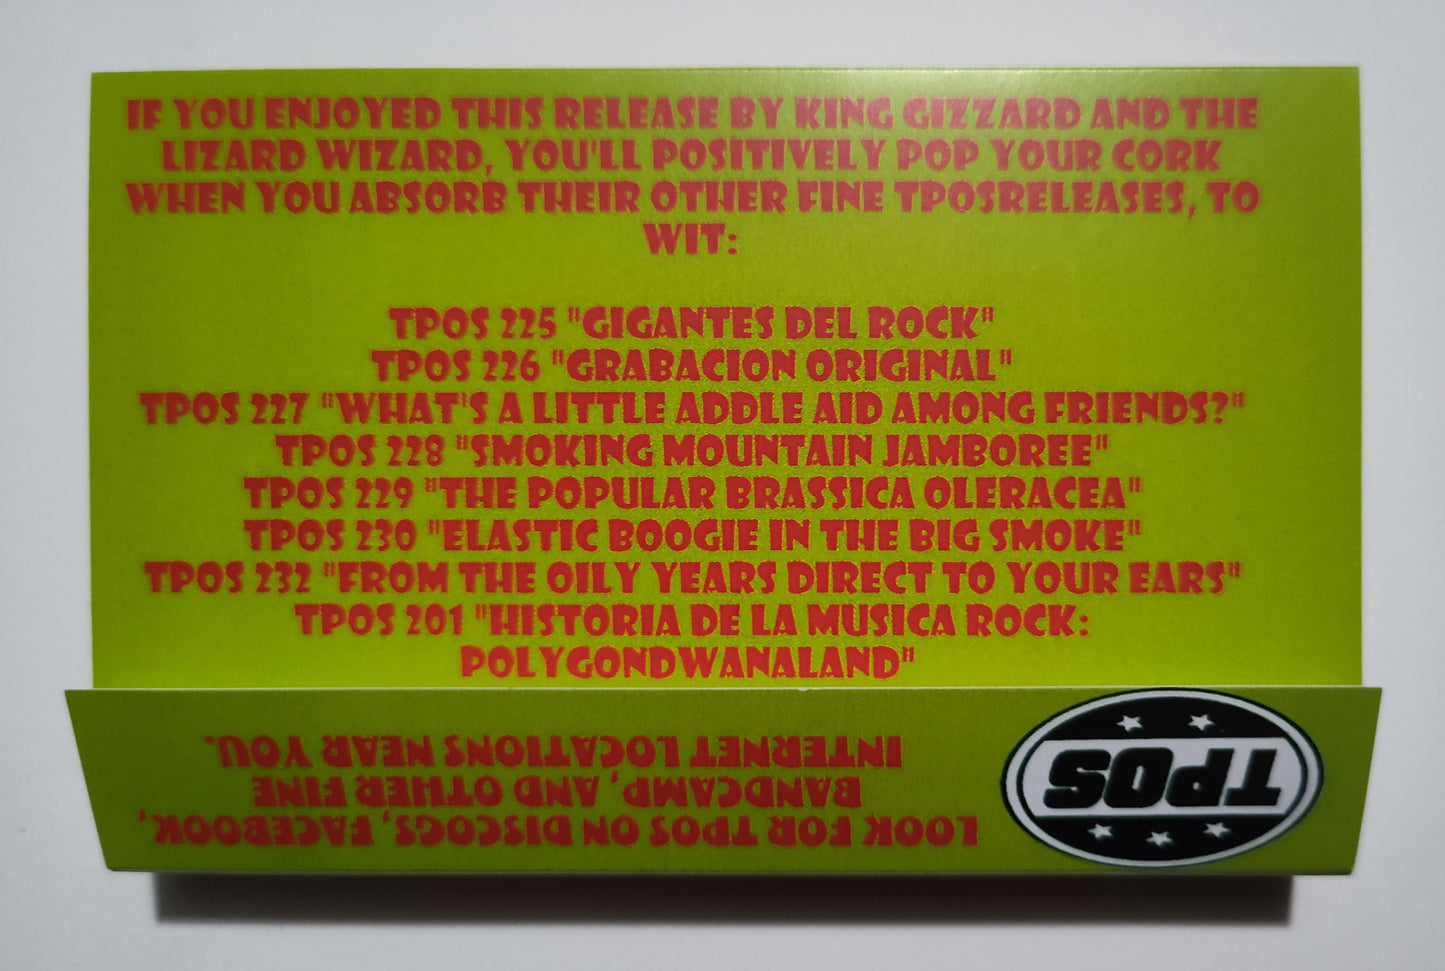 IF YOU ENJOYED THIS RELEASE BY KING GIZZARD AND THE
LIZARD WIZARD, YOU'LL POSITIVELY POP YOUR CORK
WHEN YOU ABSORB THEIR OTHER FINE TPOSRELEASES, TO
WIT:
TPOS 225 "GIGANTES DEL ROCK"
TPOS 226 "GRABACION ORIGINAL"
TPOS 227 "WHAT'S A LITTLE ADDLE AID AMONG FRIENDS?"
TPOS 228 "SMOKING MOUNTAIN JAMBOREE"
TPOS 229 "THE POPULAR BRASSICA OLERACEA"
TPOS 230 "ELASTIC BOOGIE IN THE BIG SMOKE"
TPOS 232 "FROM THE OILY YEARS DIRECT TO YOUR EARS"
TPOS 201 "HISTORIA DE LA MUSICA ROCK:
POLYGONDWANALAND"
LOOK FOR TPOS ON DISCOGS, FACEBOOK,
BANDCAMP, AND OTHER FINE
INTERNET LOCATIONS NEAR YOU.
TPOS